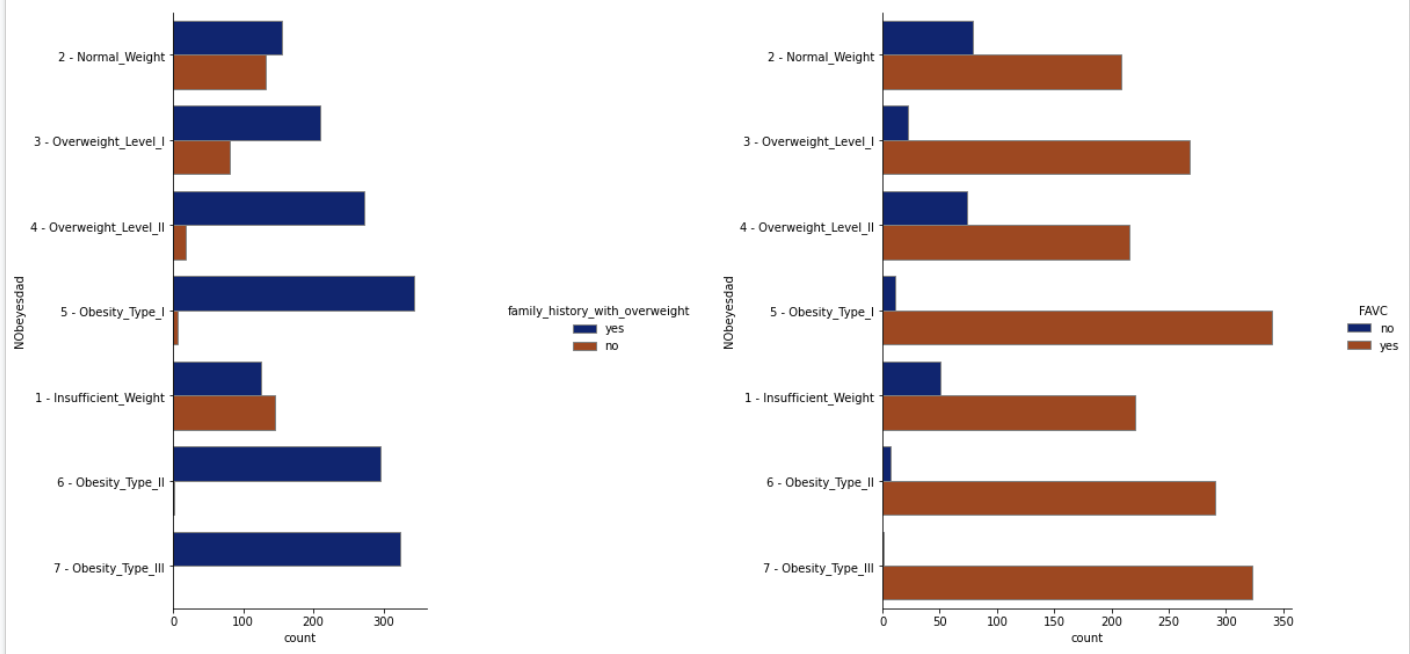 NObeyesdad
2 - Normal_Weight
3 - Overweight_Level_I
4 - Overweight_Level_II
5 - Obesity_Type_I
1 - Insufficient_Weight
6 - Obesity_Type_II
7 - Obesity_Type_III
0 100 200 300
count
family_history_with_overweight
yes
no
NObeyesdad
2 - Normal_Weight
3 - Overweight_Level_I
4 - Overweight_Level_II
5 - Obesity_Type_I
1 - Insufficient_Weight
6 - Obesity_Type_II
7 - Obesity_Type_III
0 50 100 150 200 250 300 350
count
FAVC
no
yes